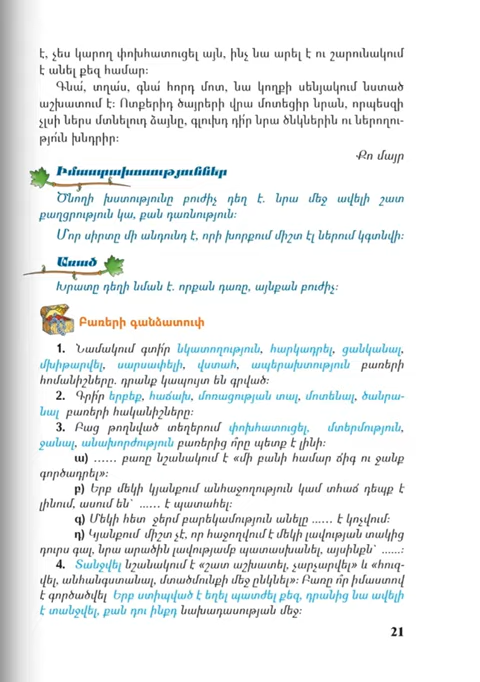 է, չես կարող փոխհատուցել այն, ինչ նա արել է ու շարունակում
է անել քեզ համար:
Գնա՛, տղա՛ս, գնա՛ հորդ մոտ, նա կողքի սենյակում նստած
աշխատում է: Ոտքերիդ ծայրերի վրա մոտեցիր նրան, որպեսզի
չլսի ներս մտնելուդ ձայնը, գլուխդ դի՛ր նրա ծնկներին ու ներողու-
թյո՛ւն խնդրիր:
Քո մայր
Իմաստախոսություններ
Ծնողի խստությունը բուժիչ դեղ է. նրա մեջ ավելի շատ
քաղցրություն կա, քան դառնություն:
Մոր սիրտը մի անդունդ է, որի խորքում միշտ էլ ներում կգտնվի:
Առած
Խրատը դեղի նման է. որքան դառը, այնքան բուժիչ:
Բառերի գանձատուփ
1. Նամակում գտի՛ր նկատողություն, հարկադրել, ցանկանալ,
մխիթարվել, սարսափելի, վստահ, ապերախտություն բառերի
հոմանիշները. դրանք կապույտ են գրված:
2. Գրի՛ր երբեք, հաճախ, մոռացության տալ, մոտենալ, ծանրա-
նալ բառերի հականիշները:
3. Բաց թողնված տեղերում փոխհատուցել, մտերմություն,
ջանալ, անախորժություն բառերից ո՞րը պետք է լինի:
ա) ...... բառը նշանակում է «մի բանի համար ճիգ ու ջանք
գործադրել»:
բ) Երբ մեկի կյանքում անհաջողություն կամ տհաճ դեպք է
լինում, ասում են՝ ...... է պատահել:
գ) Մեկի հետ ջերմ բարեկամություն անելը ...... է կոչվում:
դ) Կյանքում միշտ չէ, որ հաջողվում է մեկի լավության տակից
դուրս գալ, նրա արածին լավությամբ պատասխանել, այսինքն՝ ......:
4. Տանջվել նշանակում է «շատ աշխատել, չարչարվել» և «հուզ-
վել, անհանգստանալ, մտածմունքի մեջ ընկնել»: Բառը ո՞ր իմաստով
է գործածվել Երբ ստիպված է եղել պատժել քեզ, դրանից նա ավելի
է տանջվել, քան դու ինքդ նախադասության մեջ:
21